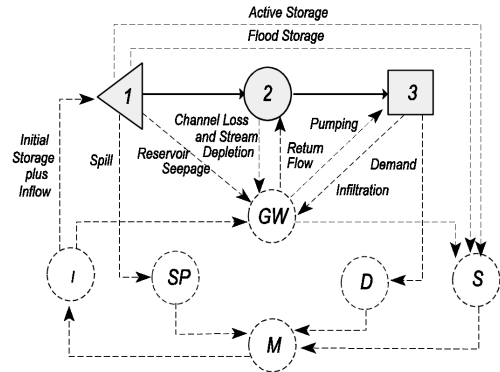 Active Storage
Flood Storage
1
2
3
Initial
Storage
plus
Inflow
Spill
Reservoir
Seepage
Channel Loss
and Stream
Depletion
Return
Flow
Pumping
Demand
Infiltration
GW
I
SP
D
S
M